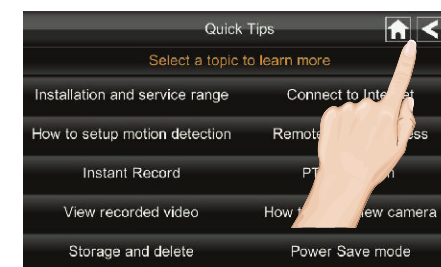 Quick Tips
Select a topic to learn more
Installation and service range Connect to
How to setup motion detection
Instant Record
View recorded video How camera
Storage and delete Power Save mode